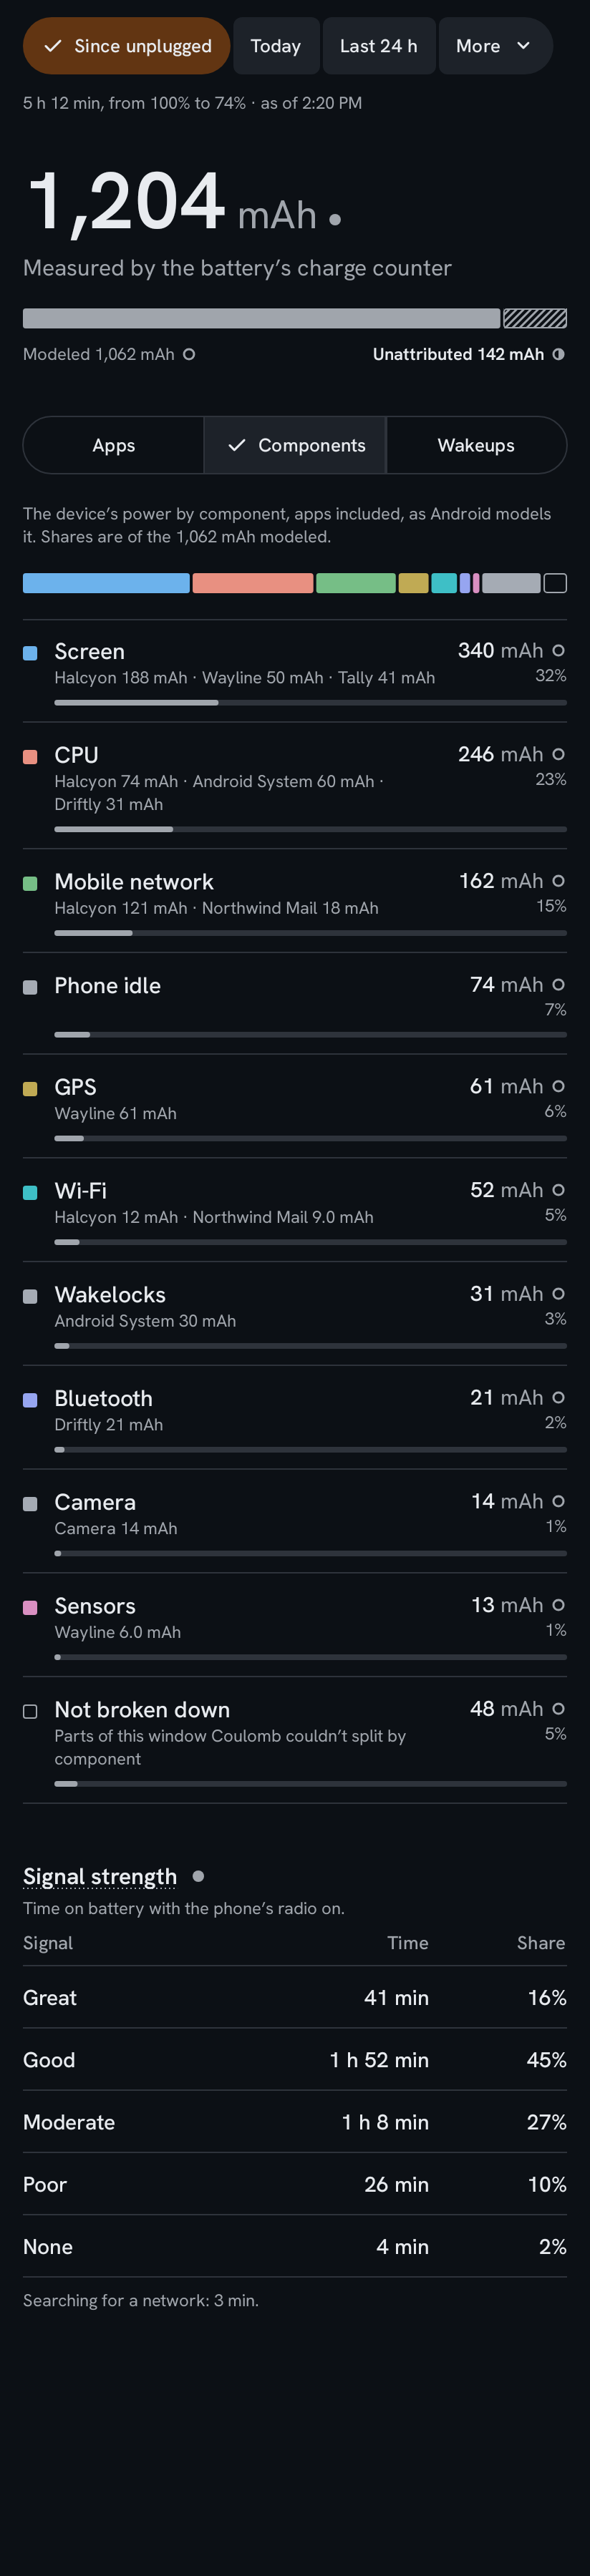 Since unplugged
Today
Last 24 h
More
5 h 12 min, from 100% to 74% · as of 2:20 PM
1,204 mAh
Measured by the battery’s charge counter
Modeled 1,062 mAh
Unattributed 142 mAh
Apps
Components
Wakeups
The device’s power by component, apps included, as Android models
it. Shares are of the 1,062 mAh modeled.
Screen
340 mAh
Halcyon 188 mAh · Wayline 50 mAh · Tally 41 mAh
32%
CPU
246 mAh
Halcyon 74 mAh · Android System 60 mAh ·
Driftly 31 mAh
23%
Mobile network
162 mAh
Halcyon 121 mAh · Northwind Mail 18 mAh
15%
Phone idle
74 mAh
7%
GPS
61 mAh
Wayline 61 mAh
6%
Wi-Fi
52 mAh
Halcyon 12 mAh · Northwind Mail 9.0 mAh
5%
Wakelocks
31 mAh
Android System 30 mAh
3%
Bluetooth
21 mAh
Driftly 21 mAh
2%
Camera
14 mAh
Camera 14 mAh
1%
Sensors
13 mAh
Wayline 6.0 mAh
1%
Not broken down
48 mAh
Parts of this window Coulomb couldn’t split by
component
5%
Signal strength
Time on battery with the phone’s radio on.
Signal Time Share
Great 41 min 16%
Good 1 h 52 min 45%
Moderate 1 h 8 min 27%
Poor 26 min 10%
None 4 min 2%
Searching for a network: 3 min.